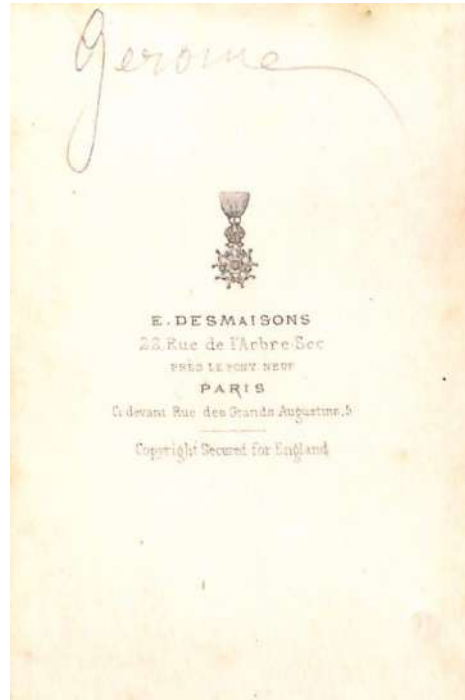 Gerome
E. DESMAISONS
22, Rue de l'Arbre-Sec
PRÈS LE PONT NEUF
PARIS
Ci devant Rue des Grands Augustins, 5
Copyright Secured for England